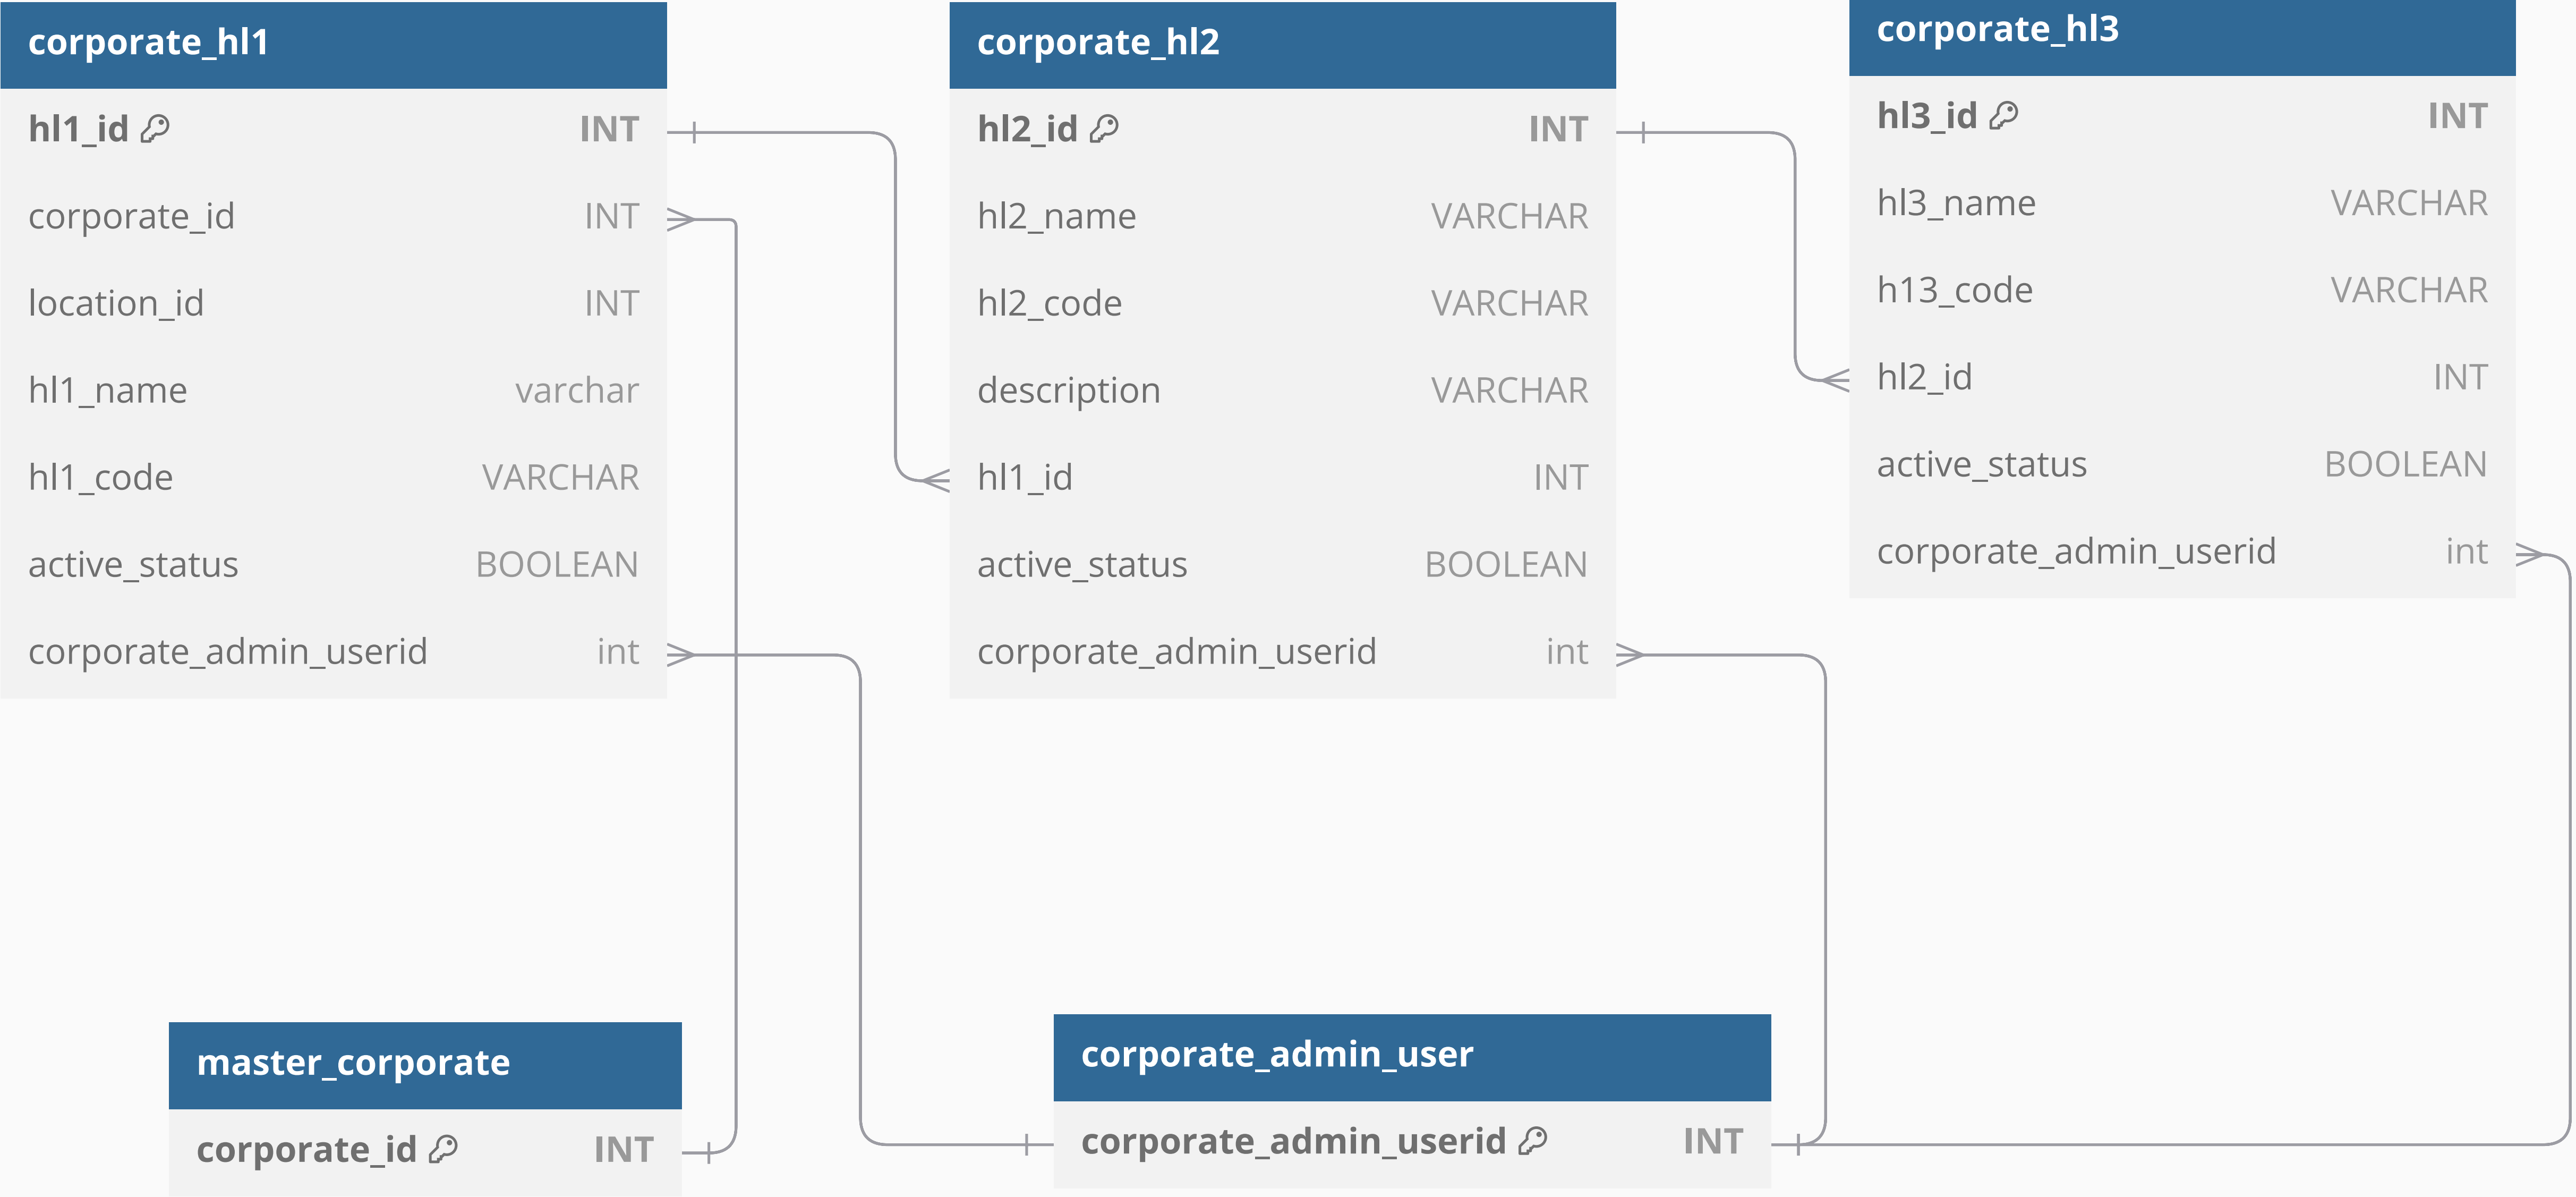 corporate_hl1
hl1_id INT
corporate_id INT
location_id INT
hl1_name varchar
hl1_code VARCHAR
active_status BOOLEAN
corporate_admin_userid int
corporate_hl2
hl2_id INT
hl2_name VARCHAR
hl2_code VARCHAR
description VARCHAR
hl1_id INT
active_status BOOLEAN
corporate_admin_userid int
corporate_hl3
hl3_id INT
hl3_name VARCHAR
h13_code VARCHAR
hl2_id INT
active_status BOOLEAN
corporate_admin_userid int
master_corporate
corporate_id INT
corporate_admin_user
corporate_admin_userid INT